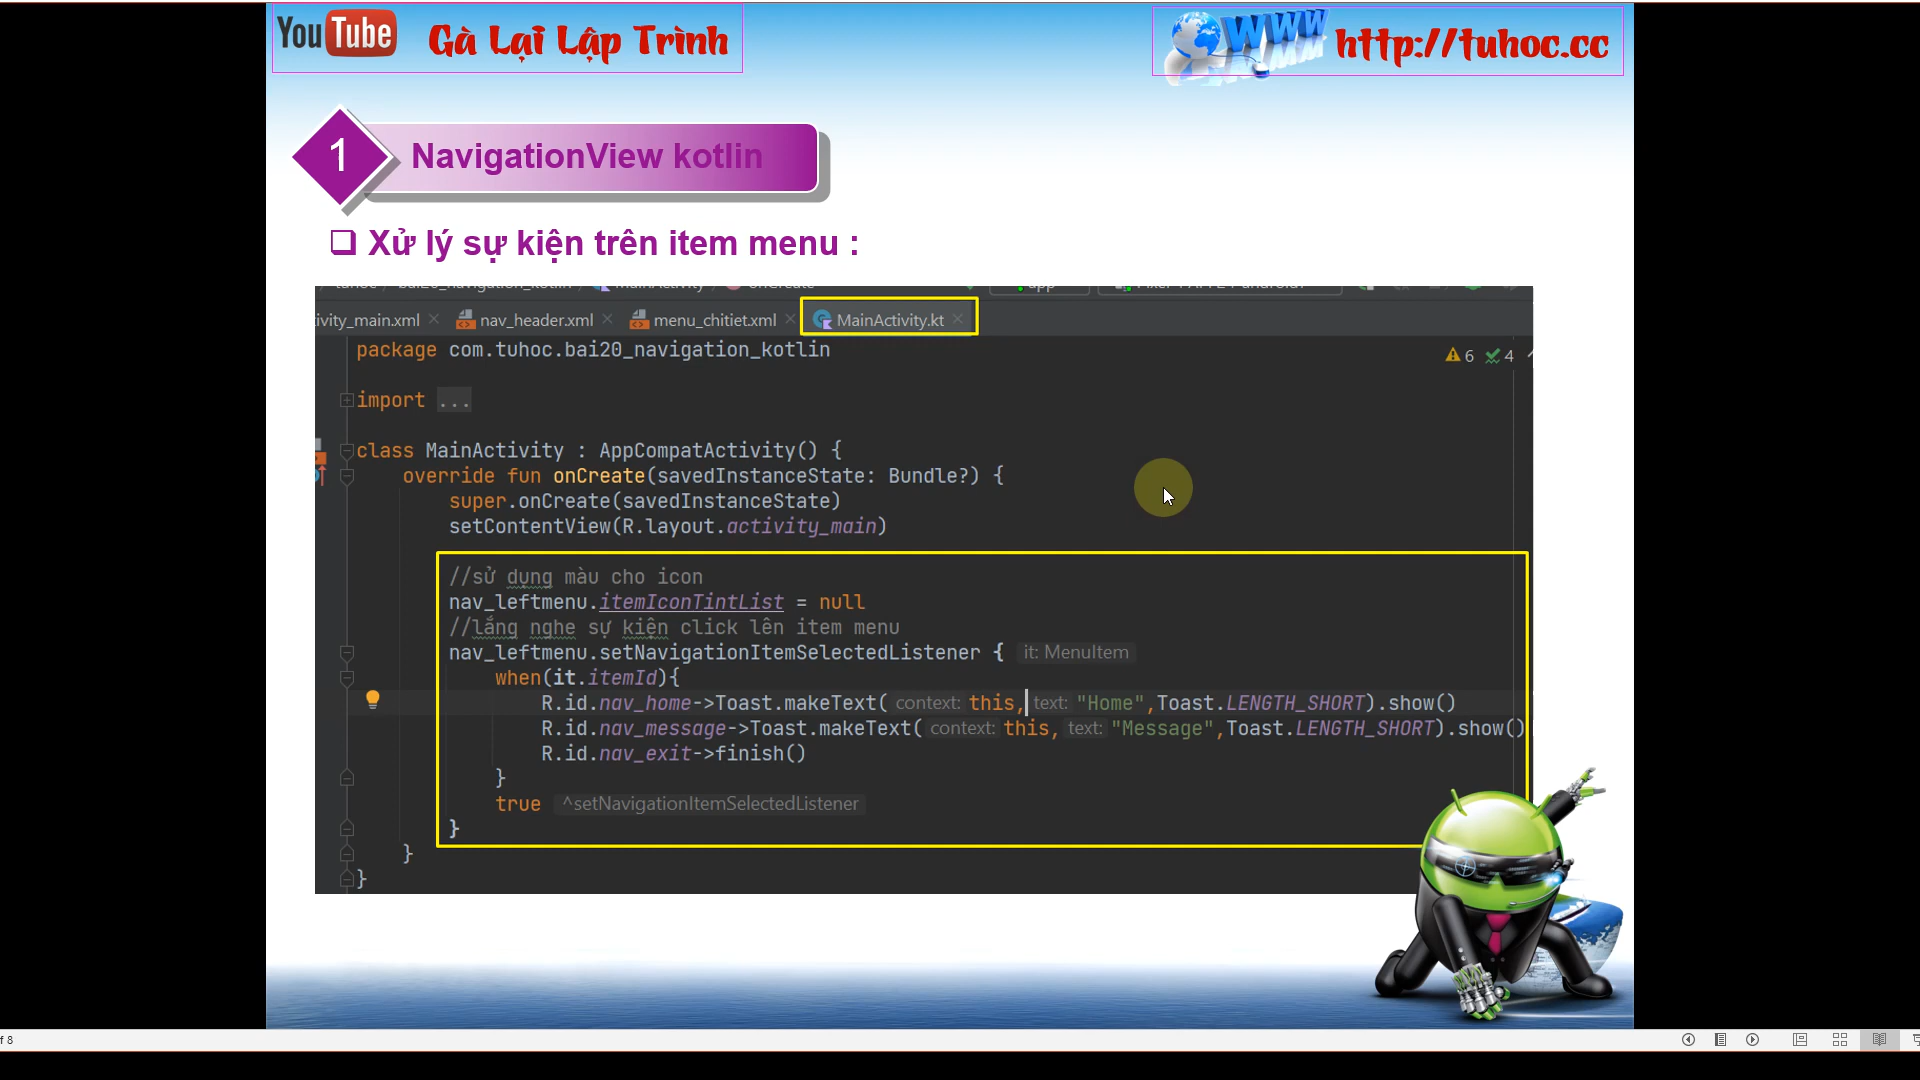 YouTube Gà Lại Lập Trình
WWW http://tuhoc.cc
1 NavigationView kotlin
❑ Xử lý sự kiện trên item menu :
ivity_main.xml nav_header.xml menu_chitiet.xml MainActivity.kt
package com.tuhoc.bai20_navigation_kotlin
6 4
import ...
class MainActivity : AppCompatActivity() {
override fun onCreate(savedInstanceState: Bundle?) {
super.onCreate(savedInstanceState)
setContentView(R.layout.activity_main)
//sử dụng màu cho icon
nav_leftmenu.itemIconTintList = null
//lắng nghe sự kiện click lên item menu
nav_leftmenu.setNavigationItemSelectedListener { it: MenuItem
when(it.itemId){
R.id.nav_home->Toast.makeText( context: this, text: "Home",Toast.LENGTH_SHORT).show()
R.id.nav_message->Toast.makeText( context: this, text: "Message",Toast.LENGTH_SHORT).show()
R.id.nav_exit->finish()
}
true ^setNavigationItemSelectedListener
}
}
}
f 8